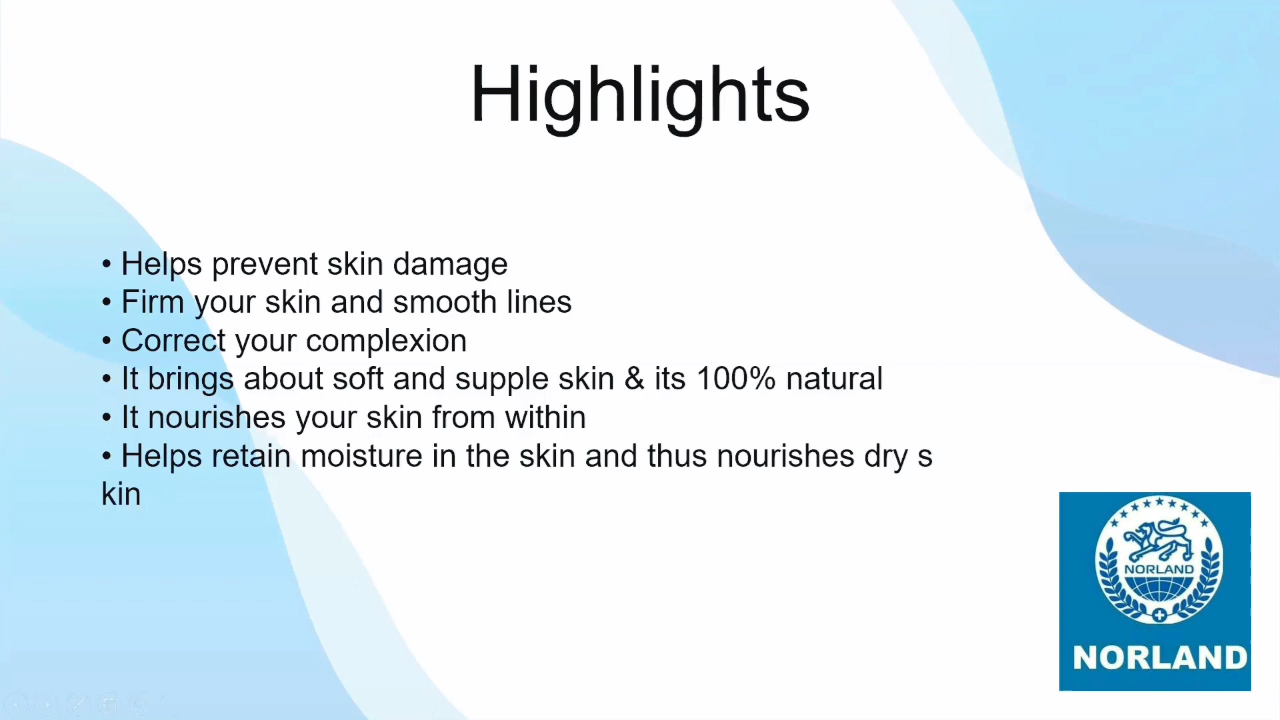 Highlights
• Helps prevent skin damage
• Firm your skin and smooth lines
• Correct your complexion
• It brings about soft and supple skin & its 100% natural
• It nourishes your skin from within
• Helps retain moisture in the skin and thus nourishes dry s
kin
NORLAND
NORLAND